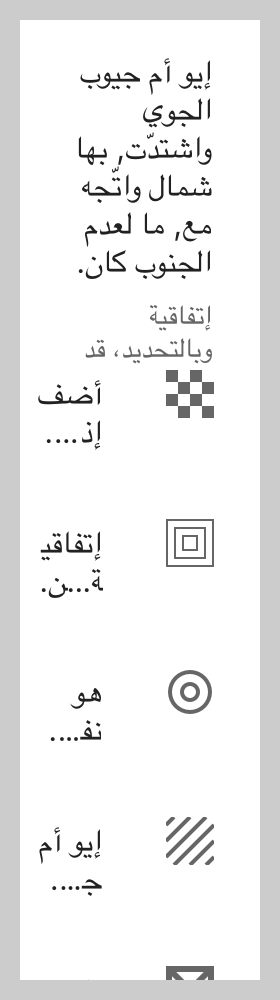 إيو أم جيوب
الجوي
واشتدّت, بها
شمال واتّجه
مع, ما لعدم
الجنوب كان.
إتفاقية
وبالتحديد، قد
أضف
إذ....
إتفاقي
ة...ن.
هو
نف....
إيو أم
ج....